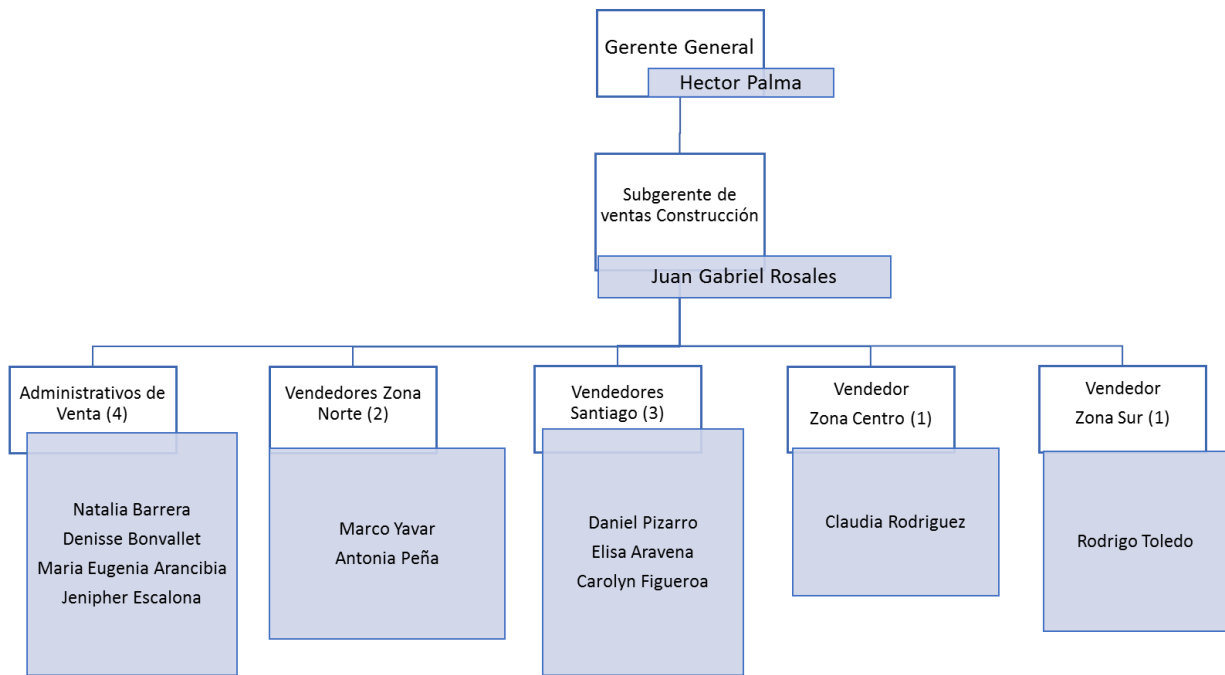 Gerente General
Hector Palma
Subgerente de
ventas Construcción
Juan Gabriel Rosales
Administrativos de
Venta (4)
Natalia Barrera
Denisse Bonvallet
Maria Eugenia Arancibia
Jenipher Escalona
Vendedores Zona
Norte (2)
Marco Yavar
Antonia Peña
Vendedores
Santiago (3)
Daniel Pizarro
Elisa Aravena
Carolyn Figueroa
Vendedor
Zona Centro (1)
Claudia Rodriguez
Vendedor
Zona Sur (1)
Rodrigo Toledo